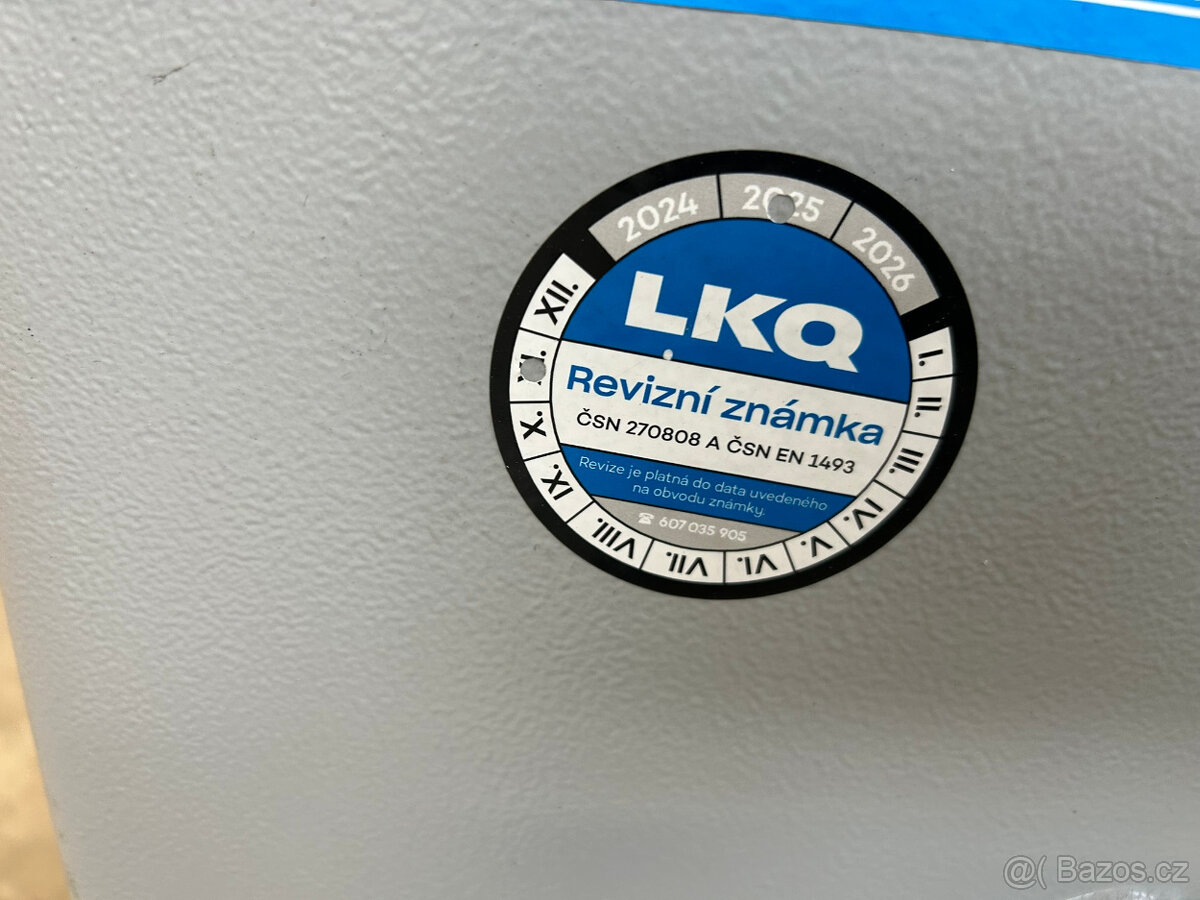 2024
2025
2026
I.
II.
III.
IV.
V.
VI.
VII.
VIII.
IX.
X.
XI.
XII.
LKQ
Revizní známka
ČSN 270808 A ČSN EN 1493
Revize je platná do data uvedeného
na obvodu známky.
☎ 607 035 905
@( Bazos.cz